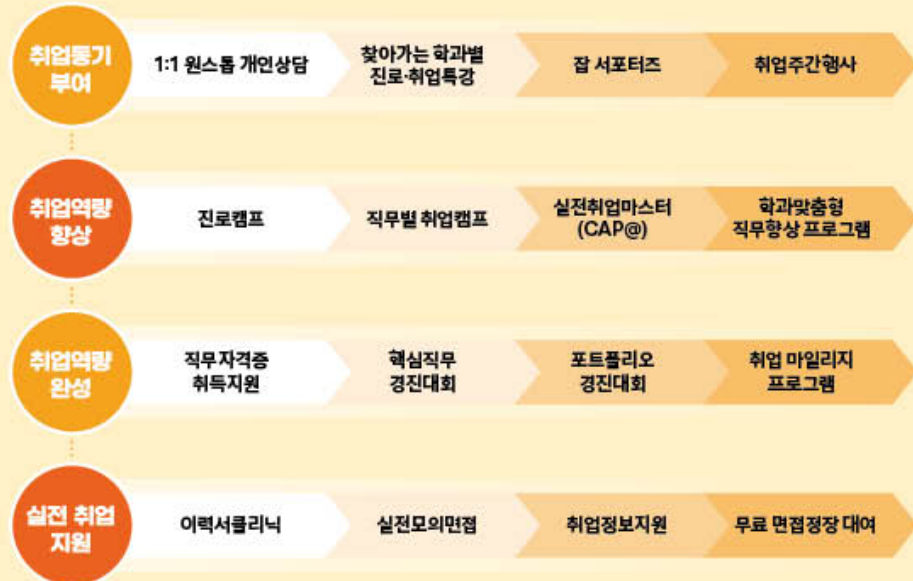 취업동기
부여
1:1 원스톱 개인상담
찾아가는 학과별
진로·취업특강
잡 서포터즈
취업주간행사
취업역량
향상
진로캠프
직무별 취업캠프
실전취업마스터
(CAP@)
학과맞춤형
직무향상 프로그램
취업역량
완성
직무자격증
취득지원
핵심직무
경진대회
포트폴리오
경진대회
취업 마일리지
프로그램
실전 취업
지원
이력서클리닉
실전모의면접
취업정보지원
무료 면접정장 대여